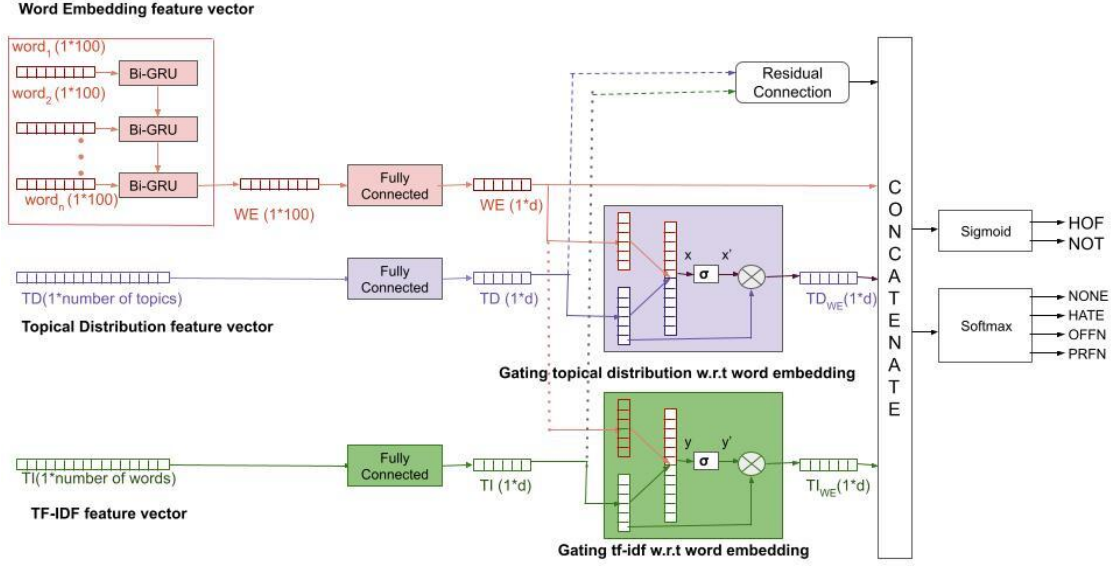 Word Embedding feature vector
word1 (1*100)
Bi-GRU
word2 (1*100)
Bi-GRU
Bi-GRU
wordn (1*100)
WE (1*100)
Fully
Connected
WE (1*d)
Residual
Connection
TD(1*number of topics)
Topical Distribution feature vector
Fully
Connected
TD (1*d)
x
σ
x'
TDWE(1*d)
Gating topical distribution w.r.t word embedding
TI(1*number of words)
TF-IDF feature vector
Fully
Connected
TI (1*d)
y
σ
y'
TIWE(1*d)
Gating tf-idf w.r.t word embedding
CONCATENATE
Sigmoid
HOF
NOT
Softmax
NONE
HATE
OFFN
PRFN